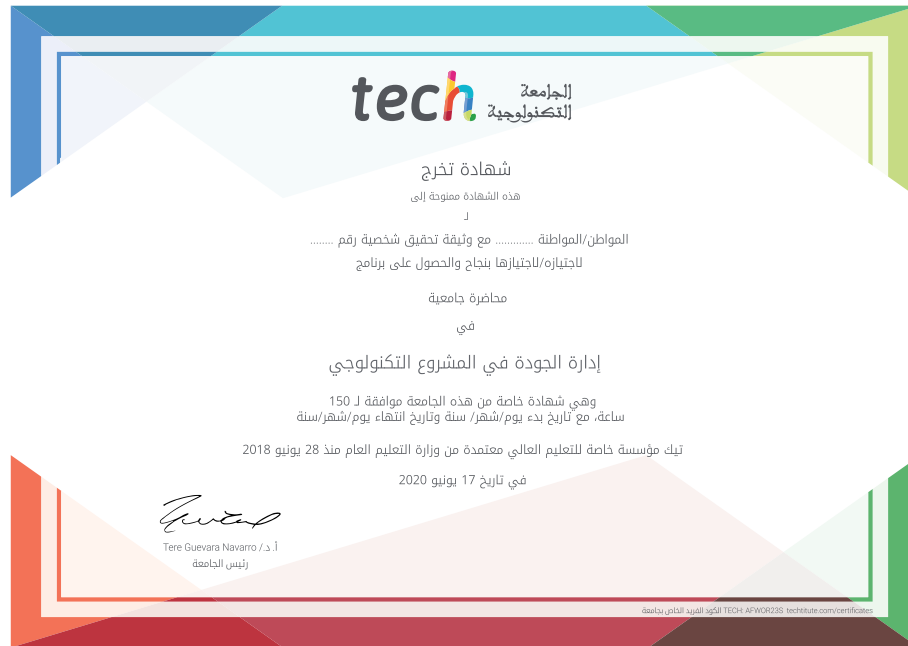 tech الجامعة
التكنولوجية
شهادة تخرج
هذه الشهادة ممنوحة إلى
لـ
المواطن/المواطنة ............ مع وثيقة تحقيق شخصية رقم ........
لاجتيازه/لاجتيازها بنجاح والحصول على برنامج
محاضرة جامعية
في
إدارة الجودة في المشروع التكنولوجي
وهي شهادة خاصة من هذه الجامعة موافقة لـ 150
ساعة، مع تاريخ بدء يوم/شهر/ سنة وتاريخ انتهاء يوم/شهر/سنة
تيك مؤسسة خاصة للتعليم العالي معتمدة من وزارة التعليم العام منذ 28 يونيو 2018
في تاريخ 17 يونيو 2020
أ.د./ Tere Guevara Navarro
رئيس الجامعة
الكود الفريد الخاص بجامعة TECH: AFWOR23S techtitute.com/certificates